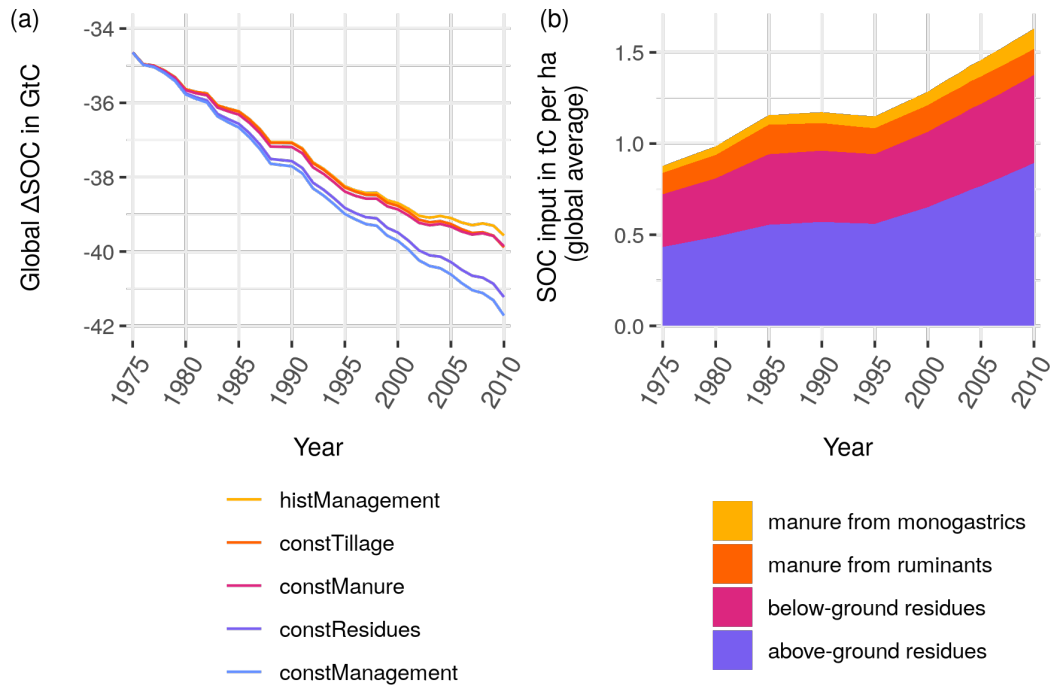 (a)
Global ΔSOC in GtC
-34
-36
-38
-40
-42
1975
1980
1985
1990
1995
2000
2005
2010
Year
histManagement
constTillage
constManure
constResidues
constManagement
(b)
SOC input in tC per ha
(global average)
1.5
1.0
0.5
0.0
1975
1980
1985
1990
1995
2000
2005
2010
Year
manure from monogastrics
manure from ruminants
below-ground residues
above-ground residues